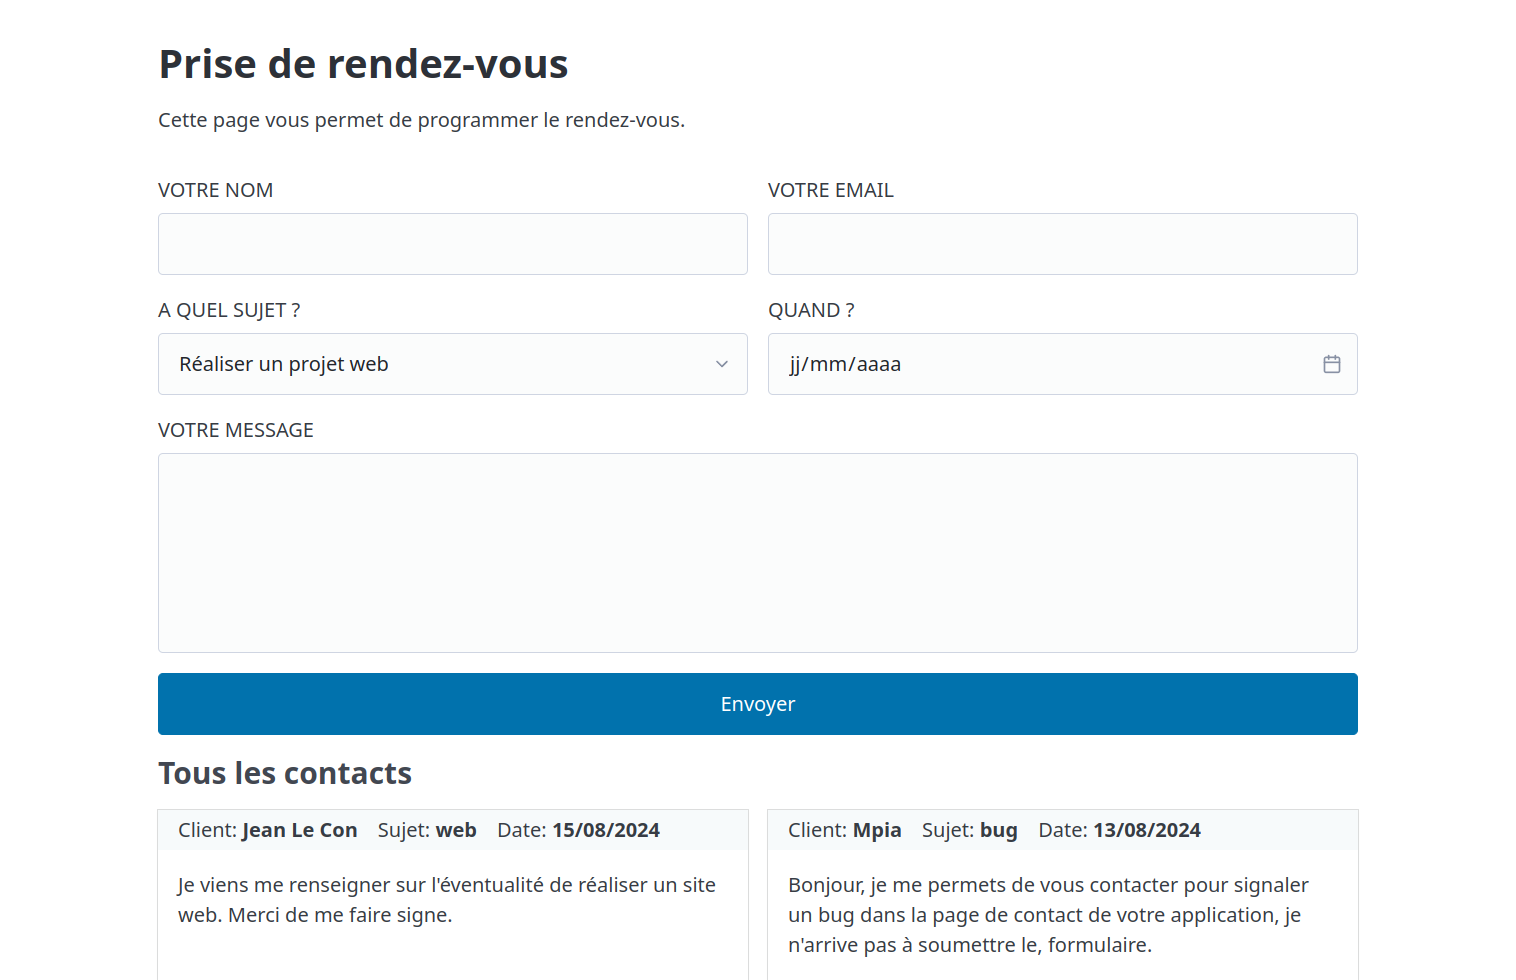 Prise de rendez-vous
Cette page vous permet de programmer le rendez-vous.
VOTRE NOM
VOTRE EMAIL
A QUEL SUJET ?
QUAND ?
Réaliser un projet web
jj/mm/aaaa
VOTRE MESSAGE
Envoyer
Tous les contacts
Client: Jean Le Con Sujet: web Date: 15/08/2024
Je viens me renseigner sur l'éventualité de réaliser un site
web. Merci de me faire signe.
Client: Mpia Sujet: bug Date: 13/08/2024
Bonjour, je me permets de vous contacter pour signaler
un bug dans la page de contact de votre application, je
n'arrive pas à soumettre le, formulaire.